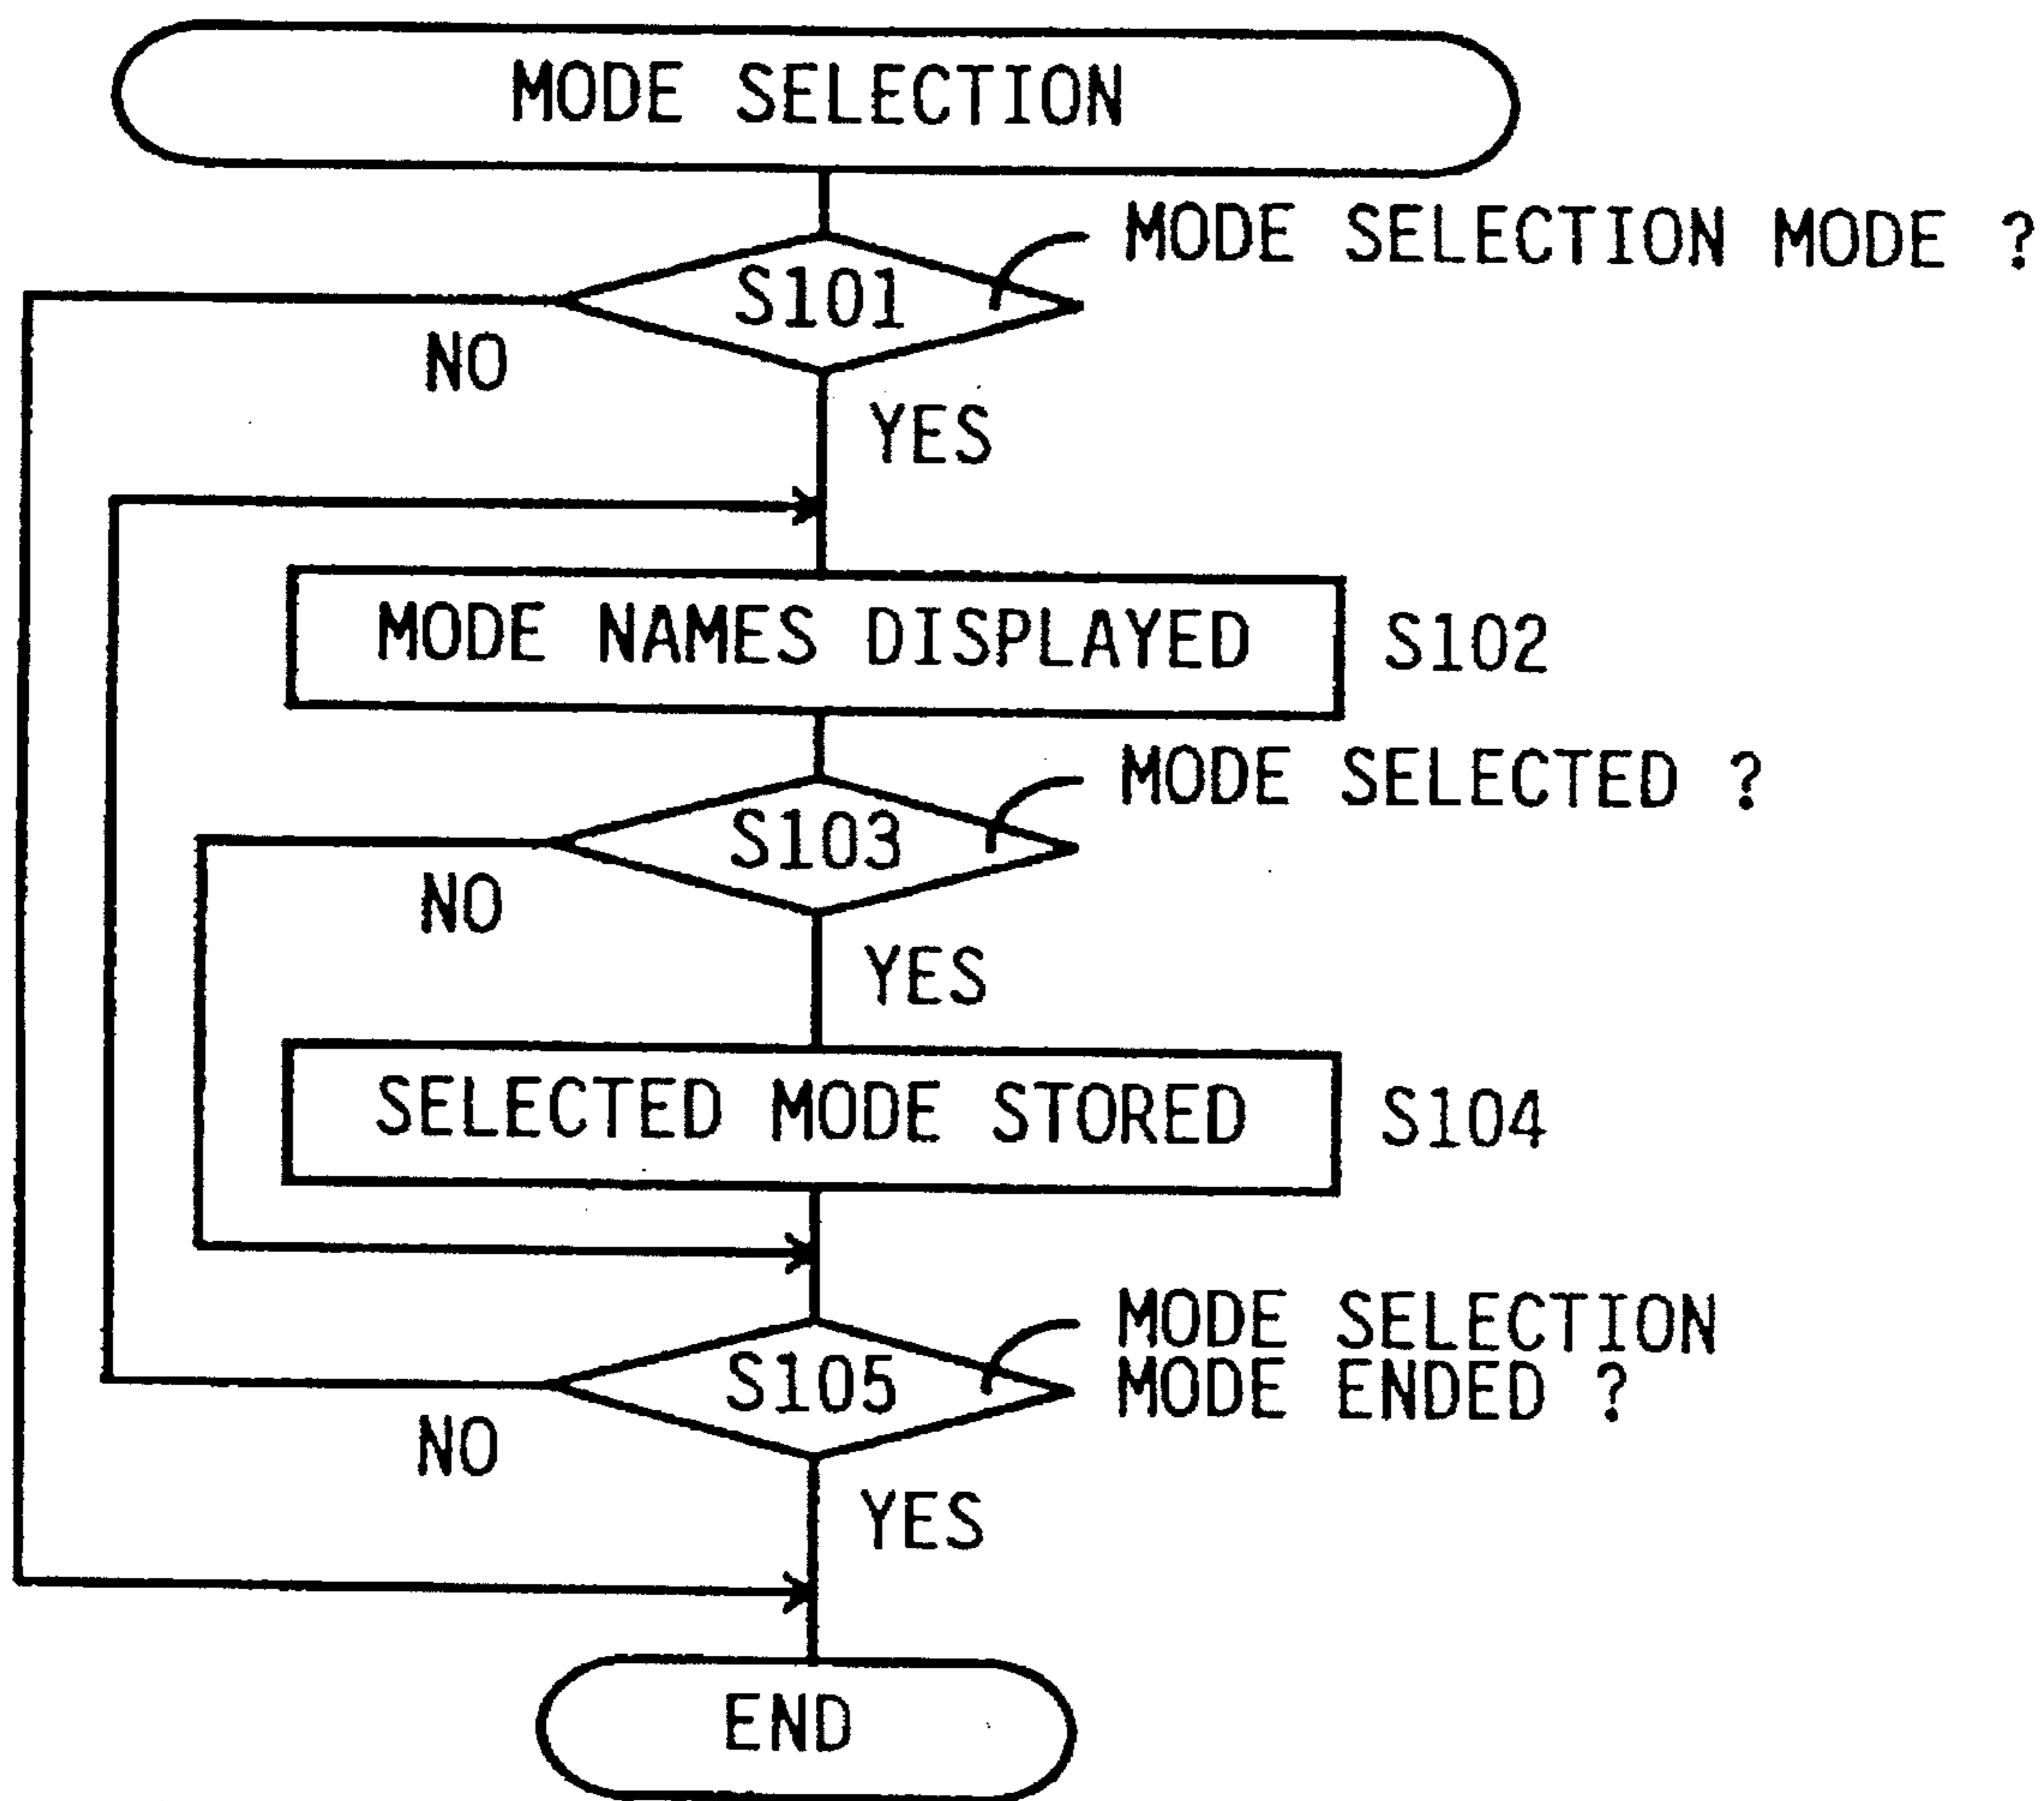 MODE SELECTION
MODE SELECTION MODE ?
S101
NO
YES
MODE NAMES DISPLAYED
S102
MODE SELECTED ?
S103
NO
YES
SELECTED MODE STORED
S104
MODE SELECTION
MODE ENDED ?
S105
NO
YES
END